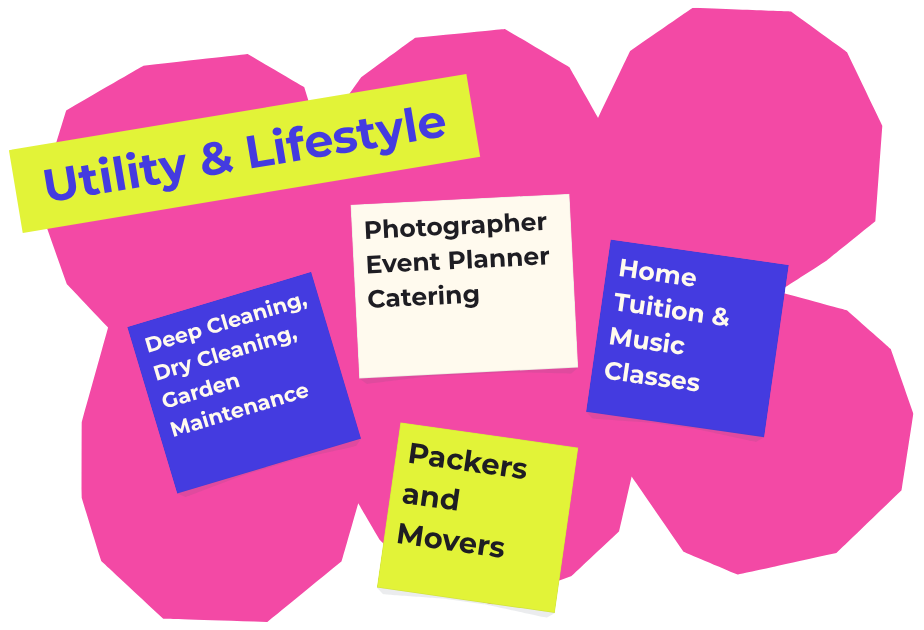 Utility & Lifestyle
Photographer
Event Planner
Catering
Home
Tuition &
Music
Classes
Deep Cleaning,
Dry Cleaning,
Garden
Maintenance
Packers
and
Movers